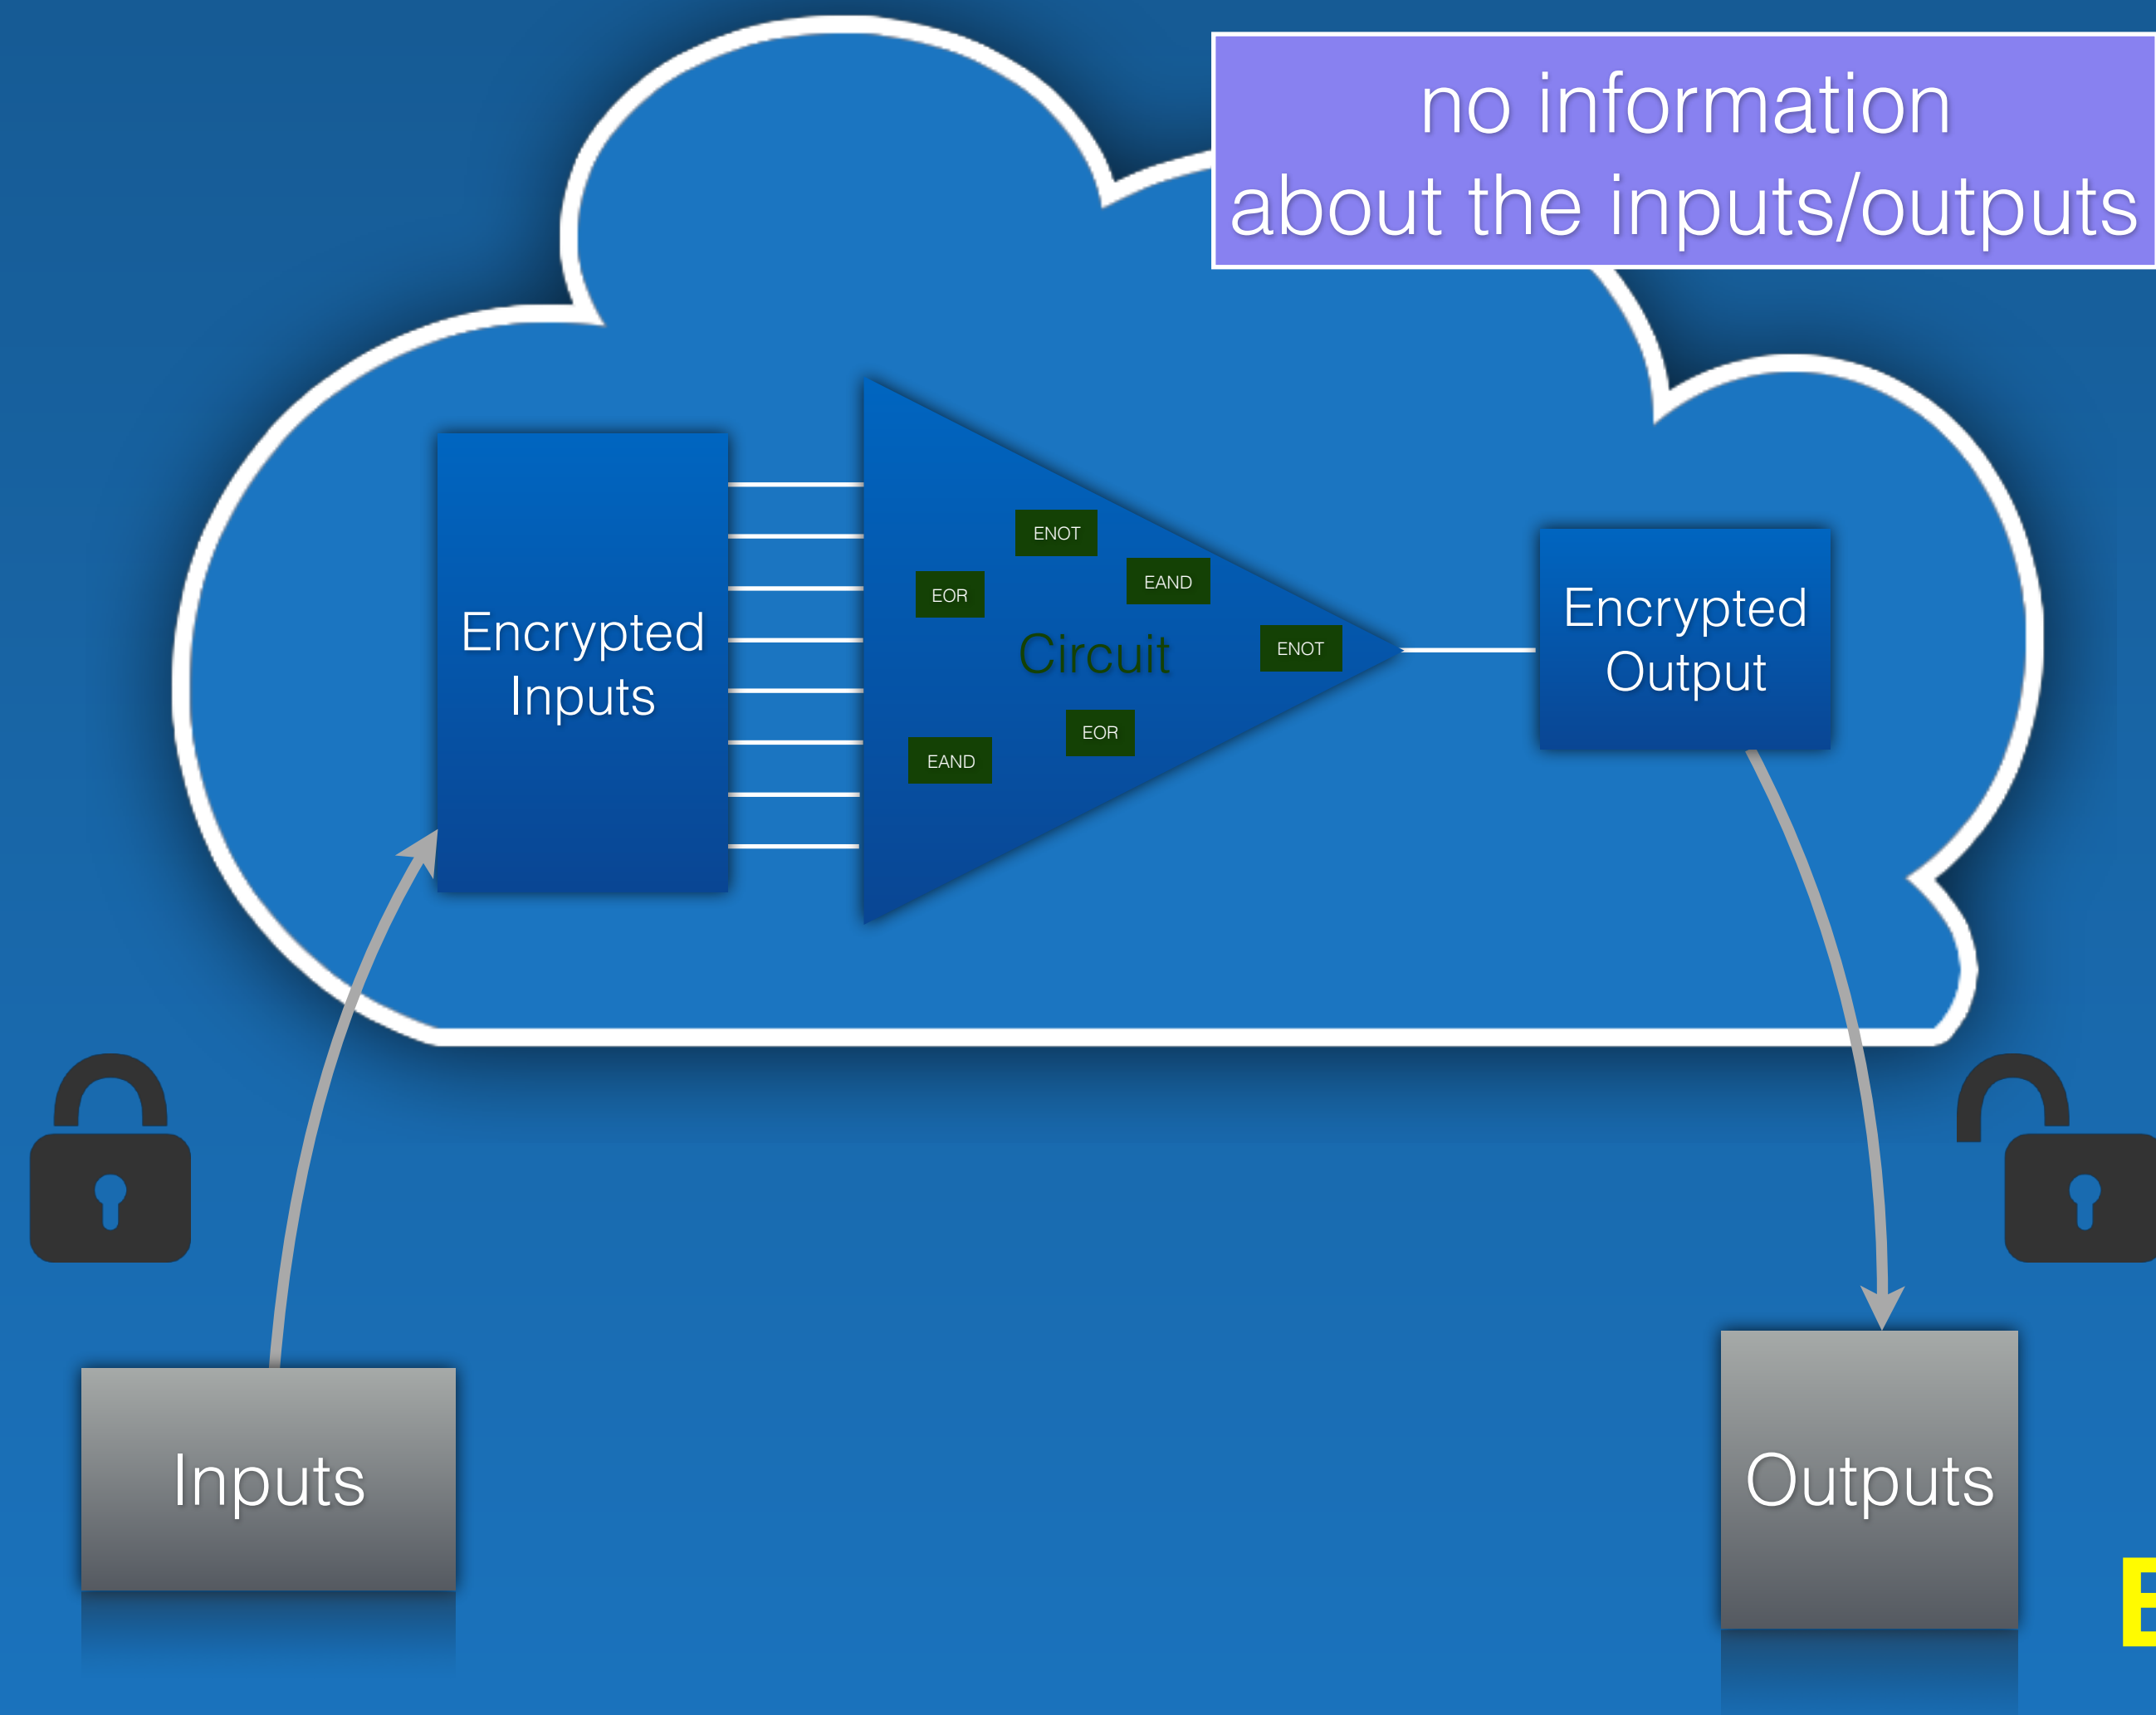 no information
about the inputs/outputs
Encrypted
Inputs
ENOT
EAND
EOR
Circuit
ENOT
EOR
EAND
Encrypted
Output
Inputs
Outputs
E